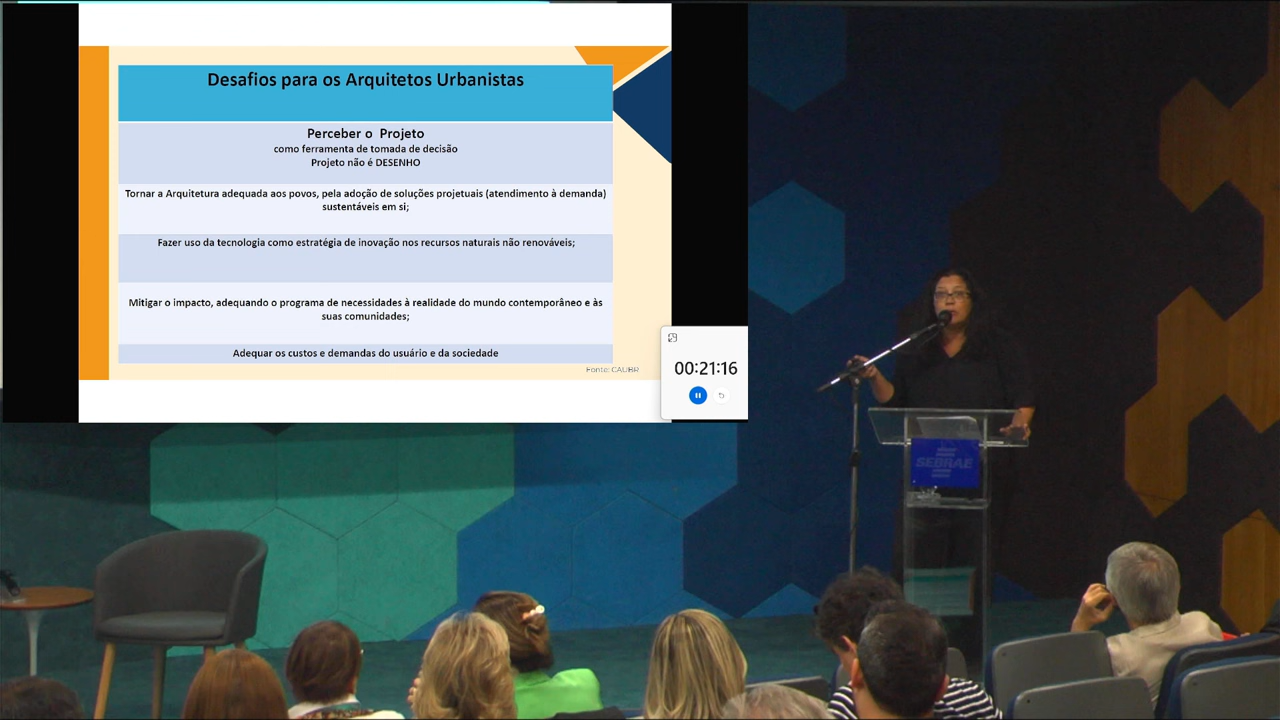 Desafios para os Arquitetos Urbanistas
Perceber o Projeto
como ferramenta de tomada de decisão
Projeto não é DESENHO
Tornar a Arquitetura adequada aos povos, pela adoção de soluções projetuais (atendimento à demanda)
sustentáveis em si;
Fazer uso da tecnologia como estratégia de inovação nos recursos naturais não renováveis;
Mitigar o impacto, adequando o programa de necessidades à realidade do mundo contemporâneo e às
suas comunidades;
Adequar os custos e demandas do usuário e da sociedade
Fonte: CAUBR
00:21:16
SEBRAE